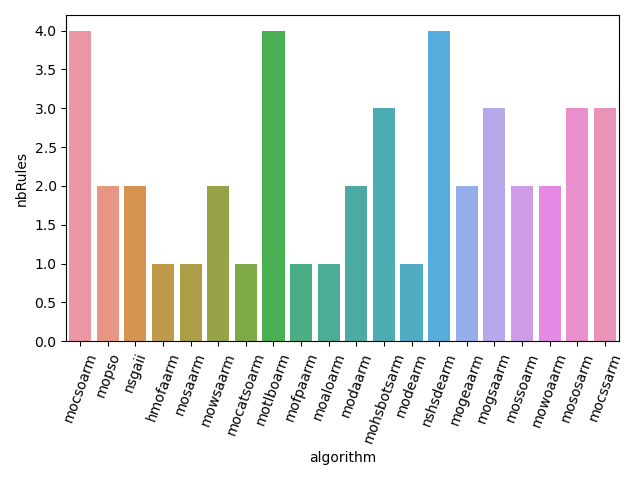 4.0
3.5
3.0
2.5
2.0
1.5
1.0
0.5
0.0
nbRules
mocsoarm
mopso
nsgaii
hmofaarm
mosaarm
mowsaarm
mocatsoarm
motlboarm
mofpaarm
moaloarm
modaarm
mohsbotsarm
modearm
nshsdearm
mogeaarm
mogsaarm
mossoarm
mowoaarm
mososarm
mocssarm
algorithm